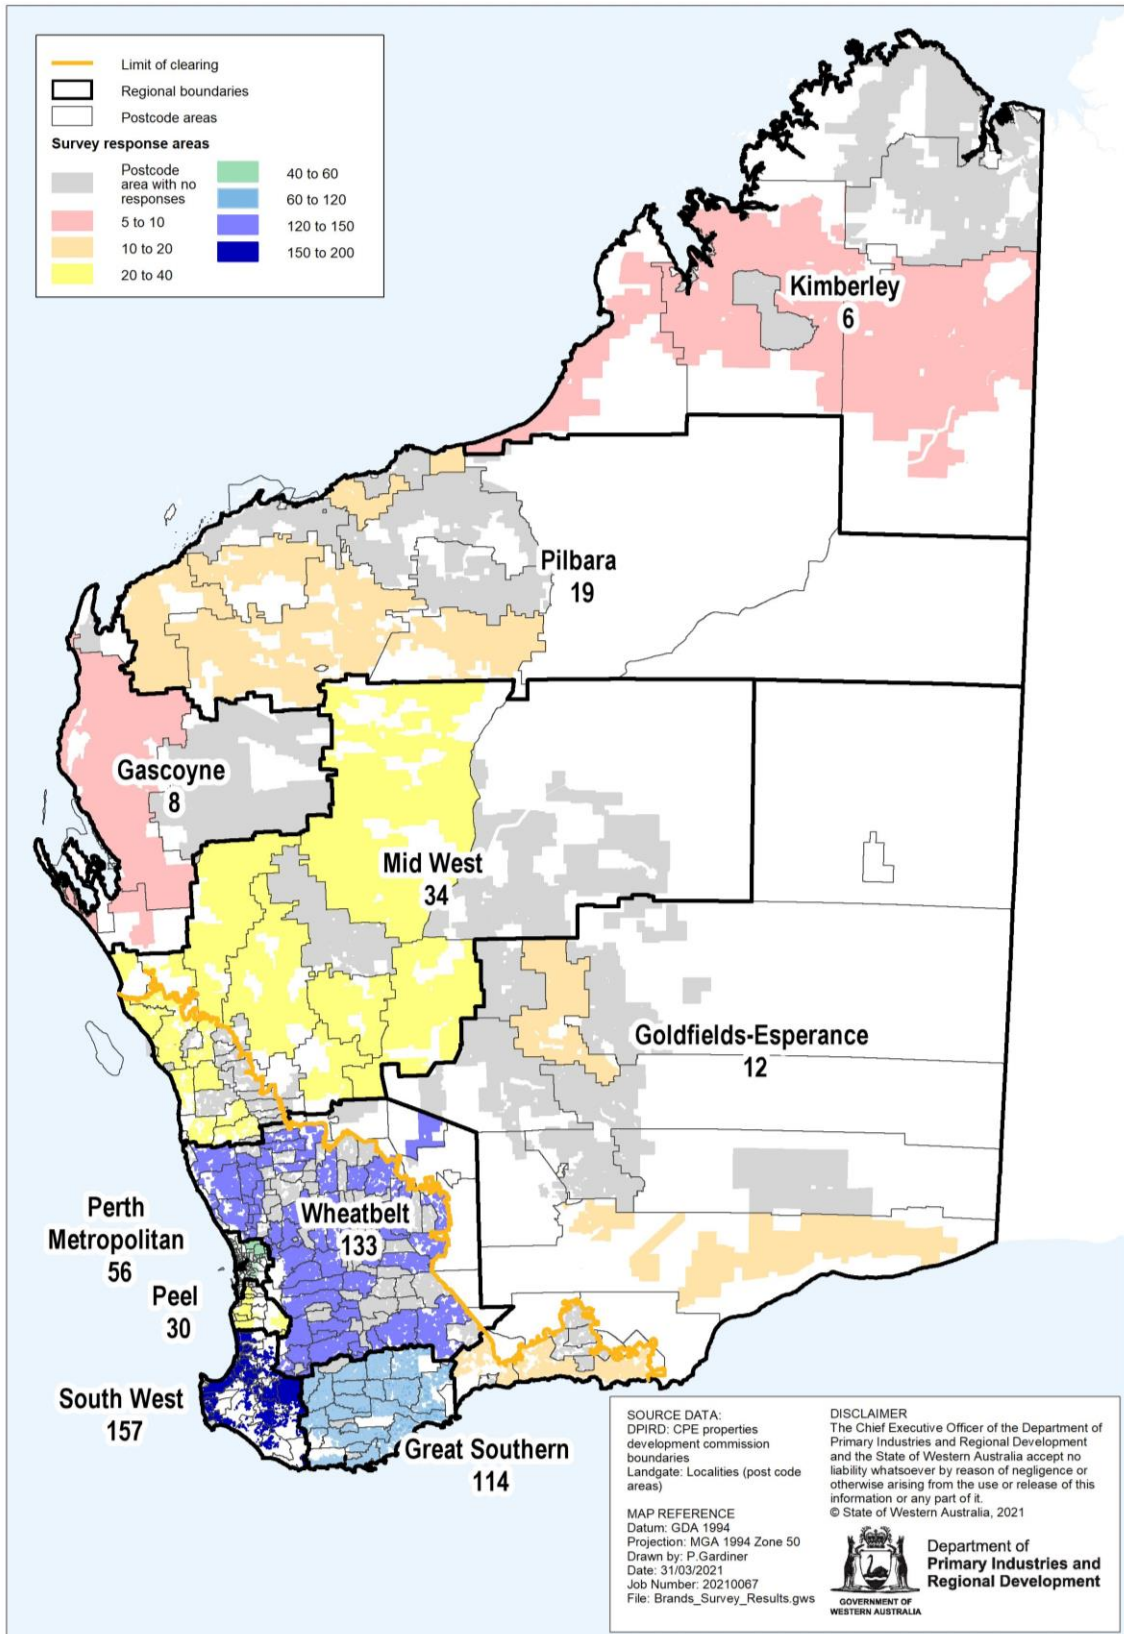 Limit of clearing
Regional boundaries
Postcode areas
Survey response areas
Postcode
area with no
responses
5 to 10
10 to 20
20 to 40
40 to 60
60 to 120
120 to 150
150 to 200
Kimberley
6
Pilbara
19
Gascoyne
8
Mid West
34
Goldfields-Esperance
12
Wheatbelt
133
Perth
Metropolitan
56
Peel
30
South West
157
Great Southern
114
SOURCE DATA:
DPIRD: CPE properties
development commission
boundaries
Landgate: Localities (post code
areas)
MAP REFERENCE
Datum: GDA 1994
Projection: MGA 1994 Zone 50
Drawn by: P.Gardiner
Date: 31/03/2021
Job Number: 20210067
File: Brands_Survey_Results.gws
DISCLAIMER
The Chief Executive Officer of the Department of
Primary Industries and Regional Development
and the State of Western Australia accept no
liability whatsoever by reason of negligence or
otherwise arising from the use or release of this
information or any part of it.
© State of Western Australia, 2021
GOVERNMENT OF
WESTERN AUSTRALIA
Department of
Primary Industries and
Regional Development